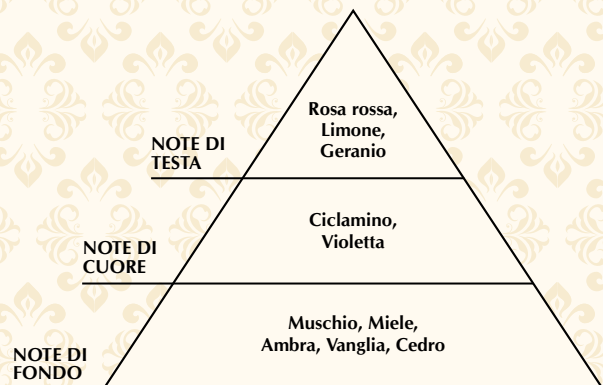 Rosa rossa,
Limone,
Geranio
NOTE DI
TESTA
Ciclamino,
Violetta
NOTE DI
CUORE
Muschio, Miele,
Ambra, Vanglia, Cedro
NOTE DI
FONDO